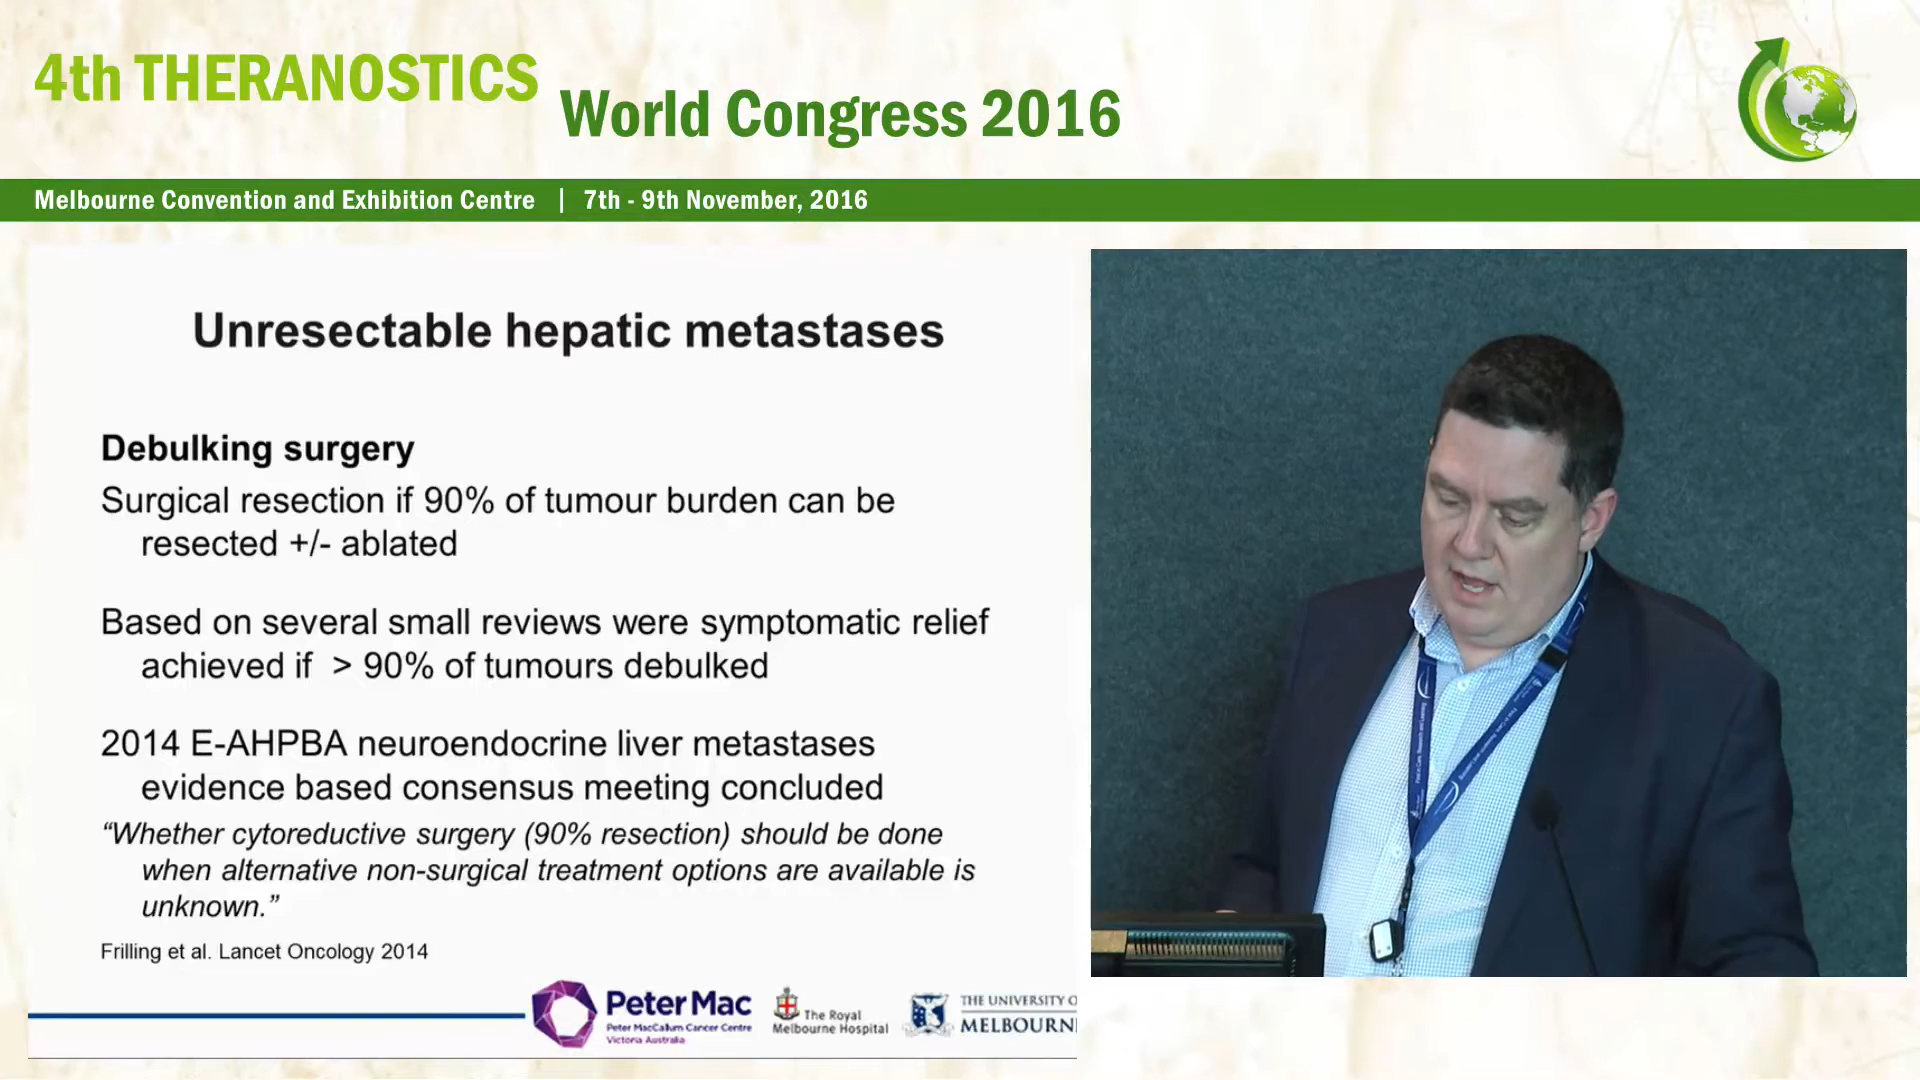 4th THERANOSTICS
World Congress 2016
Melbourne Convention and Exhibition Centre | 7th - 9th November, 2016
Unresectable hepatic metastases
Debulking surgery
Surgical resection if 90% of tumour burden can be
resected +/- ablated
Based on several small reviews were symptomatic relief
achieved if > 90% of tumours debulked
2014 E-AHPBA neuroendocrine liver metastases
evidence based consensus meeting concluded
“Whether cytoreductive surgery (90% resection) should be done
when alternative non-surgical treatment options are available is
unknown.”
Frilling et al. Lancet Oncology 2014
Peter Mac
Peter MacCallum Cancer Centre
Victoria Australia
The Royal
Melbourne Hospital
THE UNIVERSITY O
MELBOURN